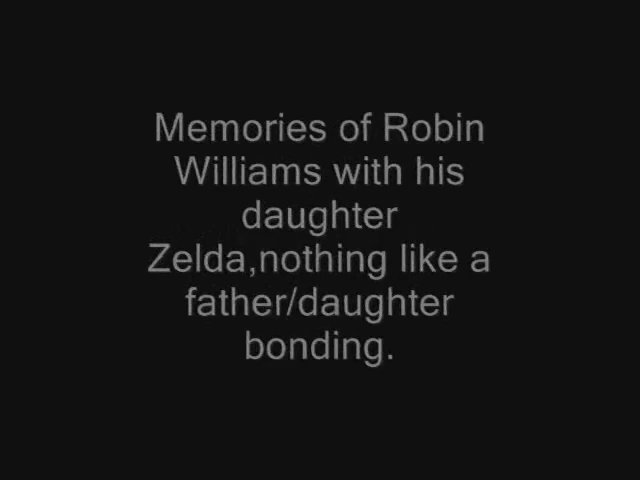 Memories of Robin
Williams with his
daughter
Zelda,nothing like a
father/daughter
bonding.